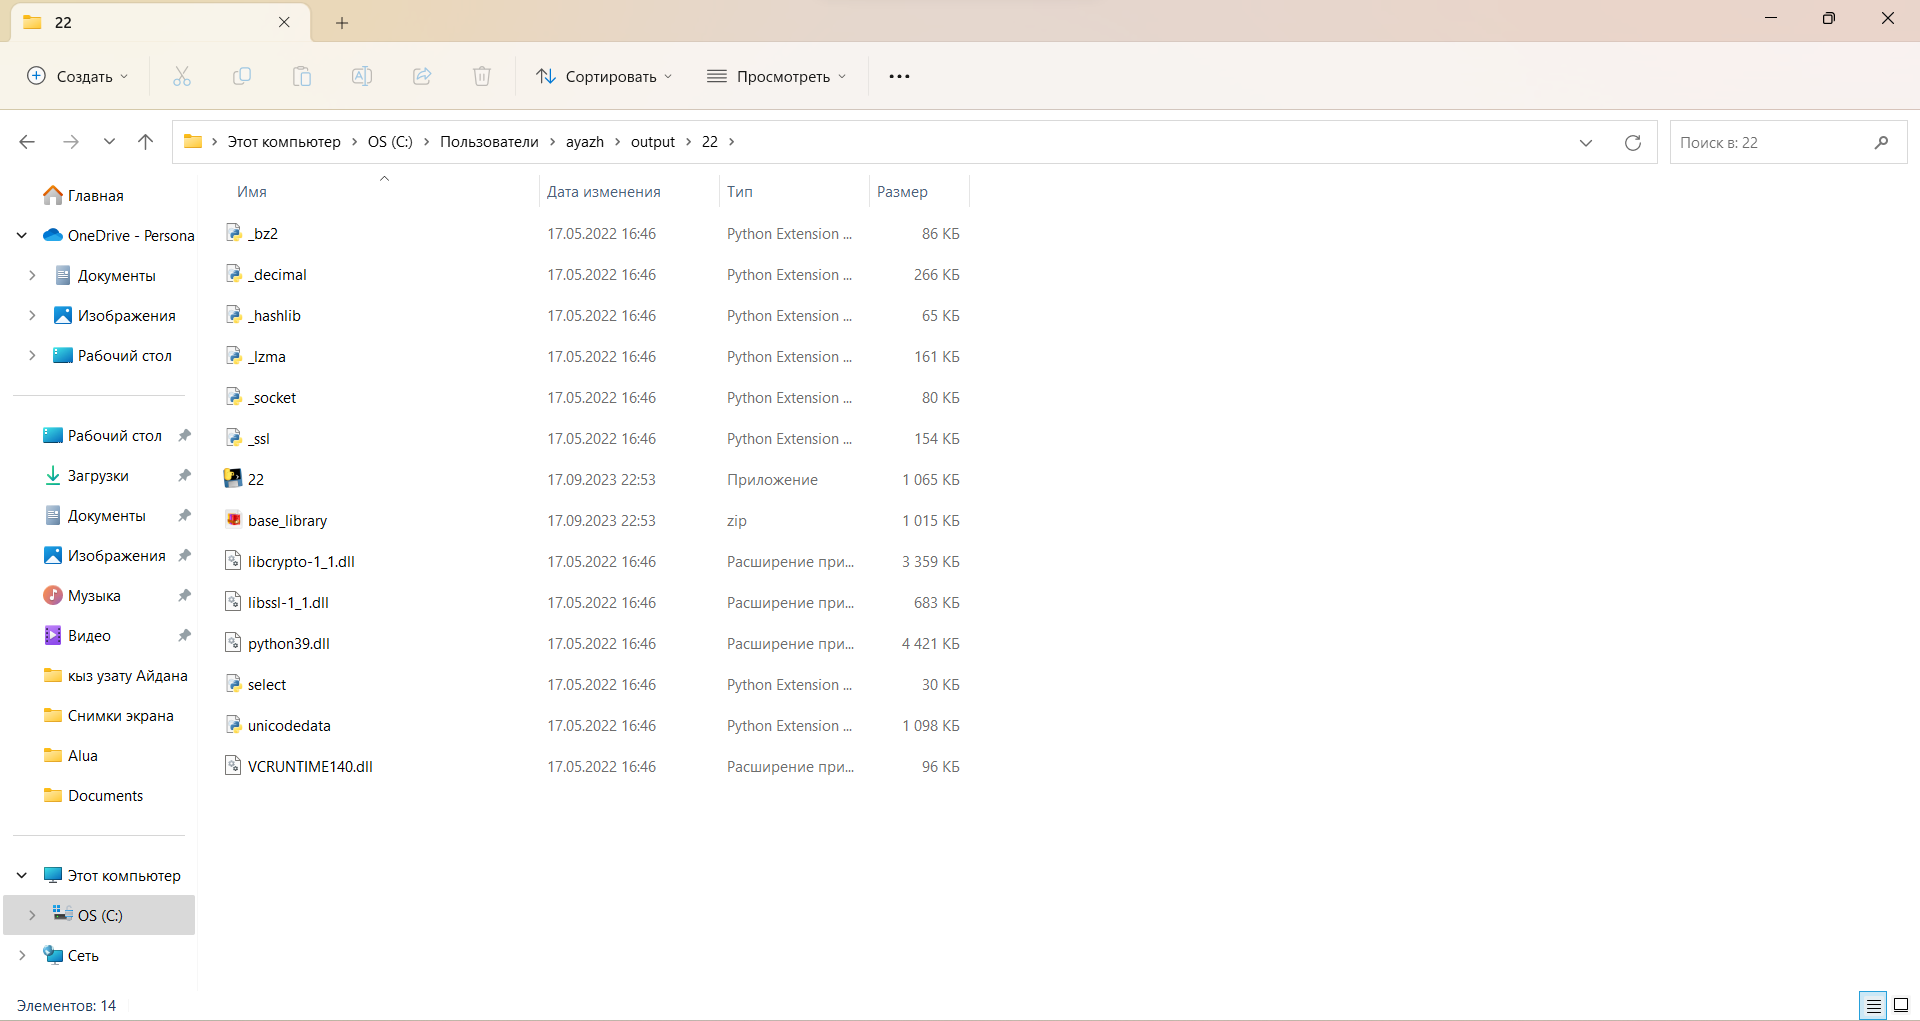 22
Создать
Сортировать
Просмотреть
Этот компьютер > OS (C:) > Пользователи > ayazh > output > 22 >
Поиск в: 22
Главная
OneDrive - Persona
Документы
Изображения
Рабочий стол
Рабочий стол
Загрузки
Документы
Изображения
Музыка
Видео
кыз узату Айдана
Снимки экрана
Alua
Documents
Этот компьютер
OS (C:)
Сеть
Имя Дата изменения Тип Размер
_bz2 17.05.2022 16:46 Python Extension ... 86 КБ
_decimal 17.05.2022 16:46 Python Extension ... 266 КБ
_hashlib 17.05.2022 16:46 Python Extension ... 65 КБ
_lzma 17.05.2022 16:46 Python Extension ... 161 КБ
_socket 17.05.2022 16:46 Python Extension ... 80 КБ
_ssl 17.05.2022 16:46 Python Extension ... 154 КБ
22 17.09.2023 22:53 Приложение 1 065 КБ
base_library 17.09.2023 22:53 zip 1 015 КБ
libcrypto-1_1.dll 17.05.2022 16:46 Расширение при... 3 359 КБ
libssl-1_1.dll 17.05.2022 16:46 Расширение при... 683 КБ
python39.dll 17.05.2022 16:46 Расширение при... 4 421 КБ
select 17.05.2022 16:46 Python Extension ... 30 КБ
unicodedata 17.05.2022 16:46 Python Extension ... 1 098 КБ
VCRUNTIME140.dll 17.05.2022 16:46 Расширение при... 96 КБ
Элементов: 14